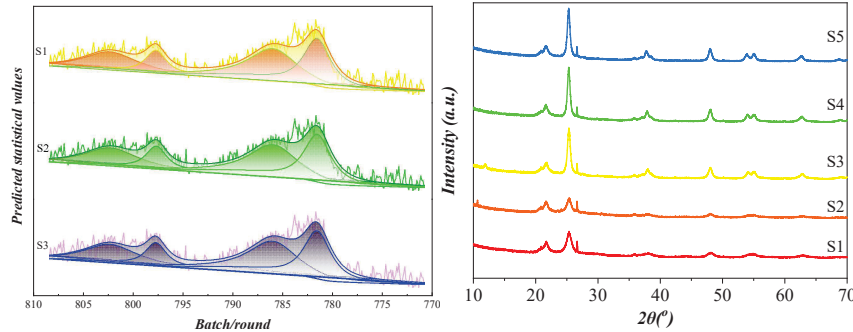 Predicted statistical values
S1
S2
S3
810 805 800 795 790 785 780 775 770
Batch/round
Intensity (a.u.)
S5
S4
S3
S2
S1
10 20 30 40 50 60 70
2θ(°)